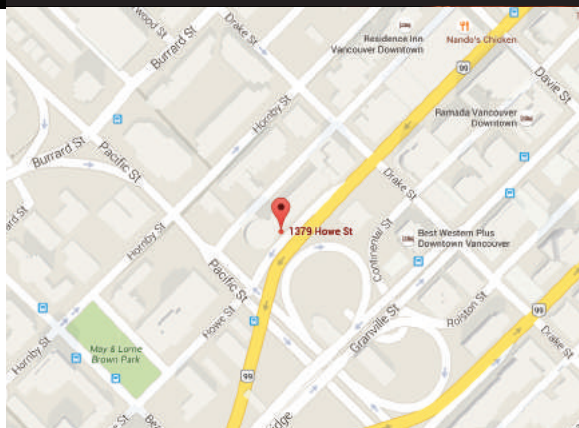 Drake St
Burrard St
Residence Inn
Vancouver Downtown
Nanda's Chicken
99
Davie St
Hornby St
Ramada Vancouver
Downtown
Burrard St
Pacific St
Drake St
1379 Howe St
Hornby St
Continental St
Best Western Plus
Downtown Vancouver
Pacific St
Howe St
Granville St
Rolston St
99
Drake St
May & Lorne
Brown Park
Hornby St
99